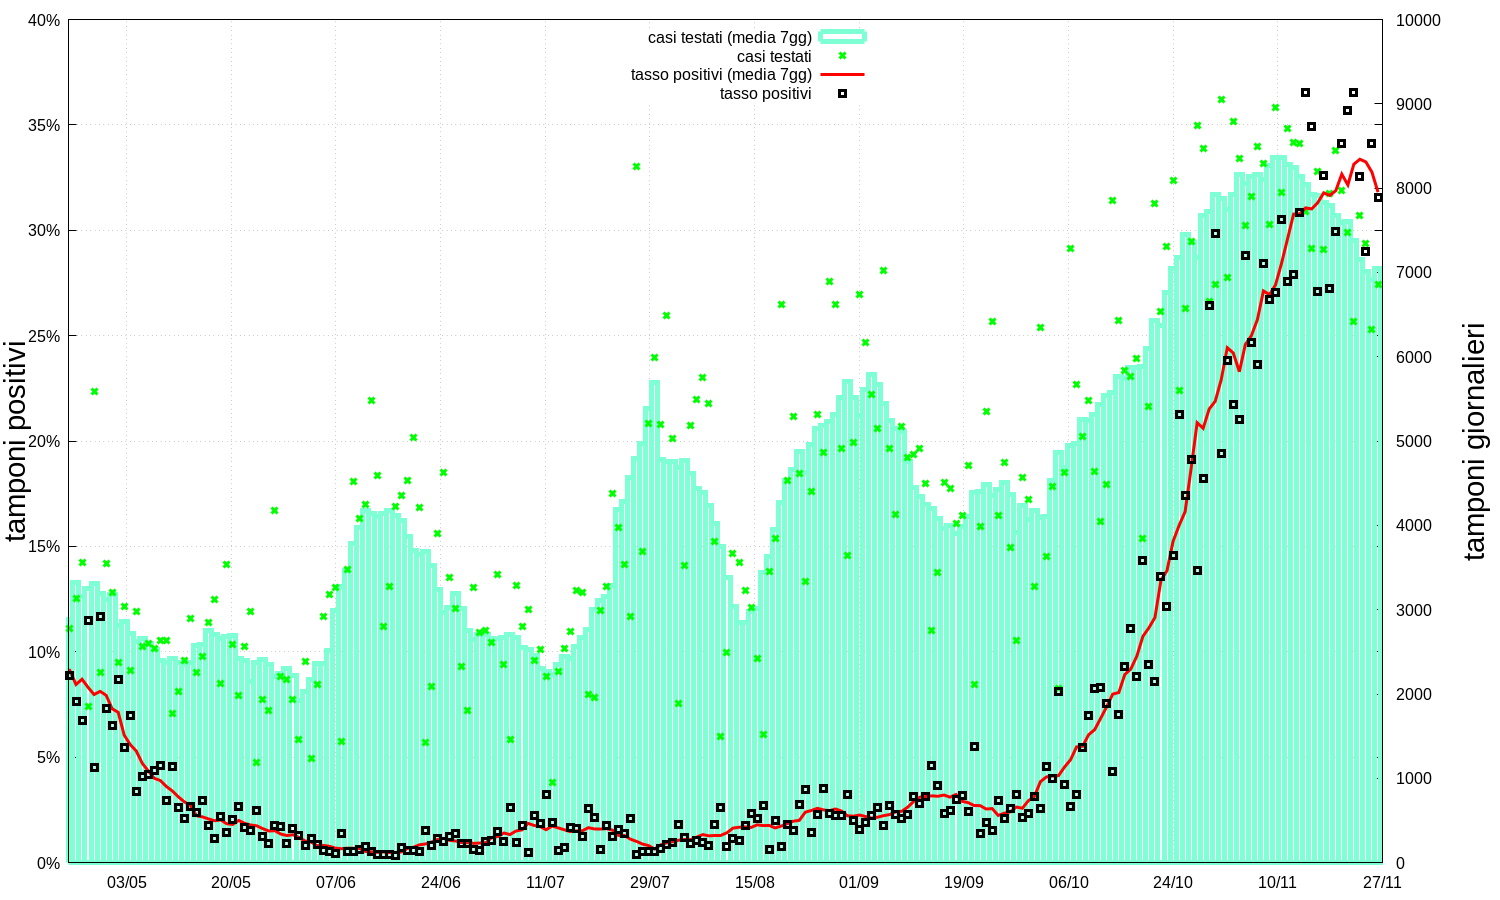 40%
10000
casi testati (media 7gg)
casi testati
tasso positivi (media 7gg)
tasso positivi
9000
35%
8000
30%
7000
25%
6000
20%
5000
15%
4000
10%
3000
2000
5%
1000
0%
0
tamponi positivi
tamponi giornalieri
03/05 20/05 07/06 24/06 11/07 29/07 15/08 01/09 19/09 06/10 24/10 10/11 27/11